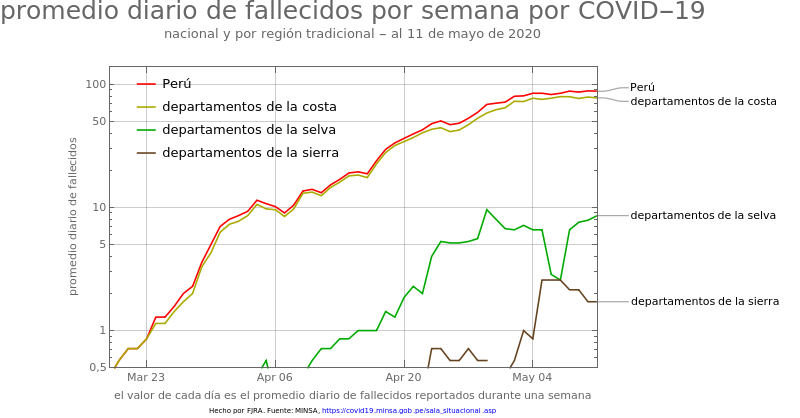 promedio diario de fallecidos por semana por COVID−19
nacional y por región tradicional − al 11 de mayo de 2020
promedio diario de fallecidos
100
50
10
5
1
0,5
Perú
departamentos de la costa
departamentos de la selva
departamentos de la sierra
Perú
departamentos de la costa
departamentos de la selva
departamentos de la sierra
Mar 23
Apr 06
Apr 20
May 04
el valor de cada día es el promedio diario de fallecidos reportados durante una semana
Hecho por FJRA. Fuente: MINSA, https://covid19.minsa.gob.pe/sala_situacional.asp